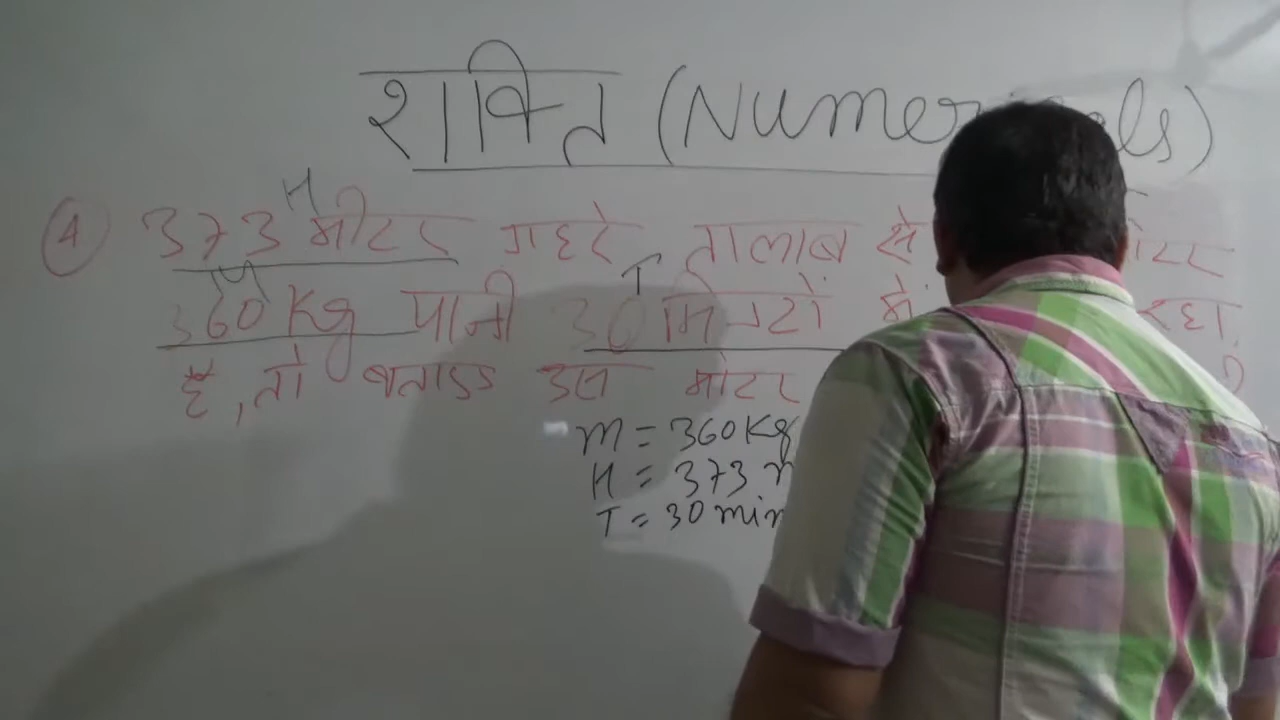 शक्ति (Numericals)
4 373 मीटर गहरे तालाब से
360 Kg पानी 30 मिनटों में रहा
है, तो बताइए उस मोटर ?
H
M
T
m = 360 Kg
H = 373 m
T = 30 min